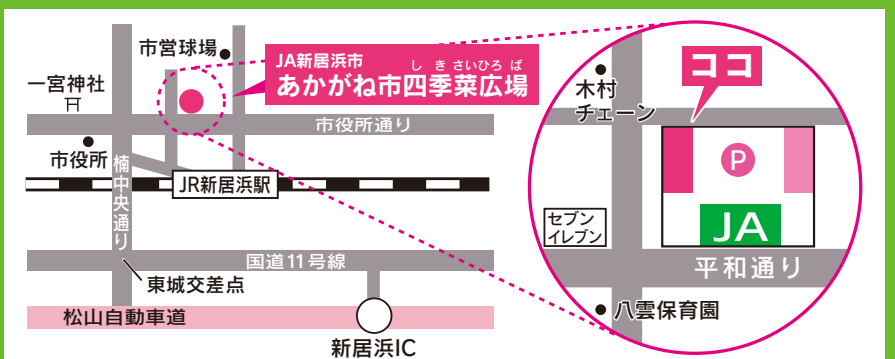 市営球場
JA新居浜市
し き さい ひろ ば
あかがね市四季菜広場
一宮神社
市役所通り
市役所
楠中央通り
JR新居浜駅
国道11号線
東城交差点
松山自動車道
新居浜IC
ココ
木村
チェーン
P
セブン
イレブン
JA
平和通り
八雲保育園